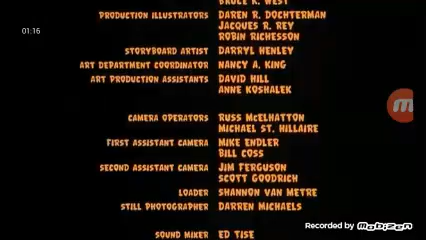 BRUCE R. WEST
PRODUCTION ILLUSTRATORS DAREN R. DOCHTERMAN
JACQUES R. REY
ROBIN RICHESSON
01:16
STORYBOARD ARTIST DARRYL HENLEY
ART DEPARTMENT COORDINATOR NANCY A. KING
ART PRODUCTION ASSISTANTS DAVID HILL
ANNE KOSHALEK
CAMERA OPERATORS RUSS McELHATTON
MICHAEL ST. HILLAIRE
FIRST ASSISTANT CAMERA MIKE ENDLER
BILL COSS
SECOND ASSISTANT CAMERA JIM FERGUSON
SCOTT GOODRICH
LOADER SHANNON VAN METRE
STILL PHOTOGRAPHER DARREN MICHAELS
Recorded by Mobizen
SOUND MIXER ED TISE